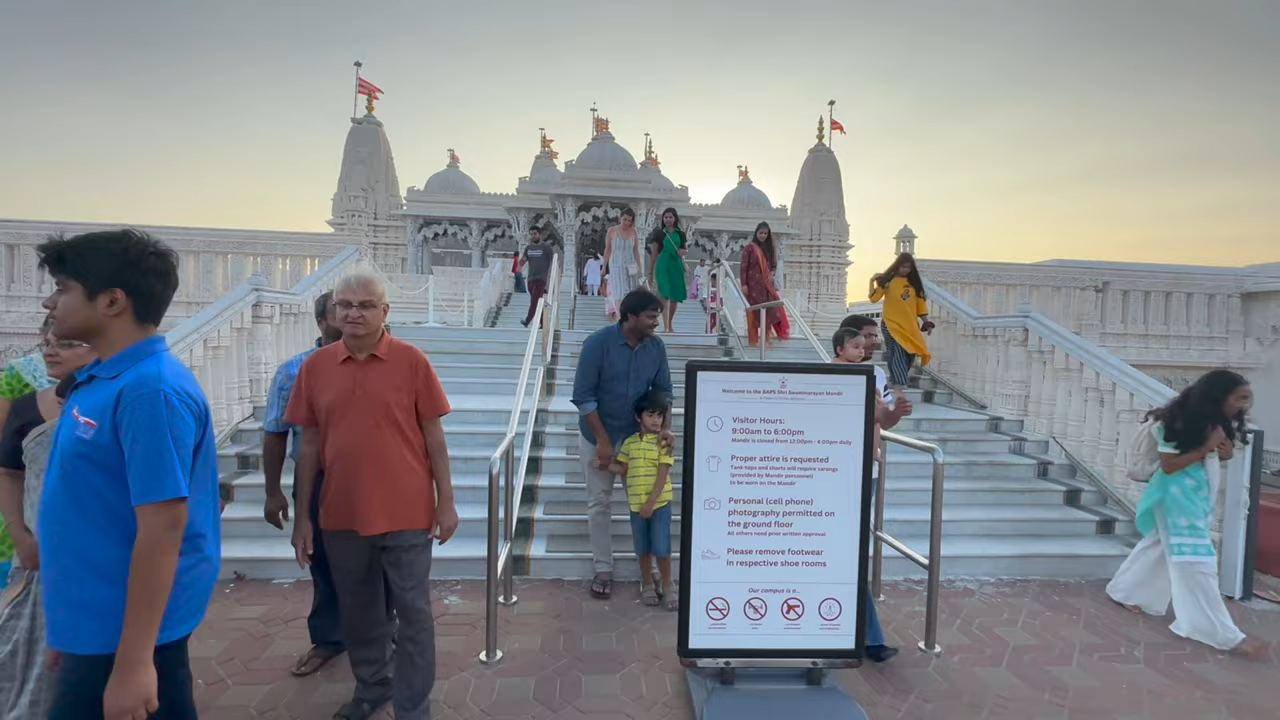 Welcome to the BAPS Shri Swaminarayan Mandir
Visitor Hours:
9:00am to 6:00pm
Mandir is closed from 12:00pm - 4:00pm daily
Proper attire is requested
Tank-tops and shorts will require sarongs
(provided by Mandir personnel)
to be worn on the Mandir
Personal (cell phone)
photography permitted on
the ground floor
All others need prior written approval
Please remove footwear
in respective shoe rooms
Our campus is a...